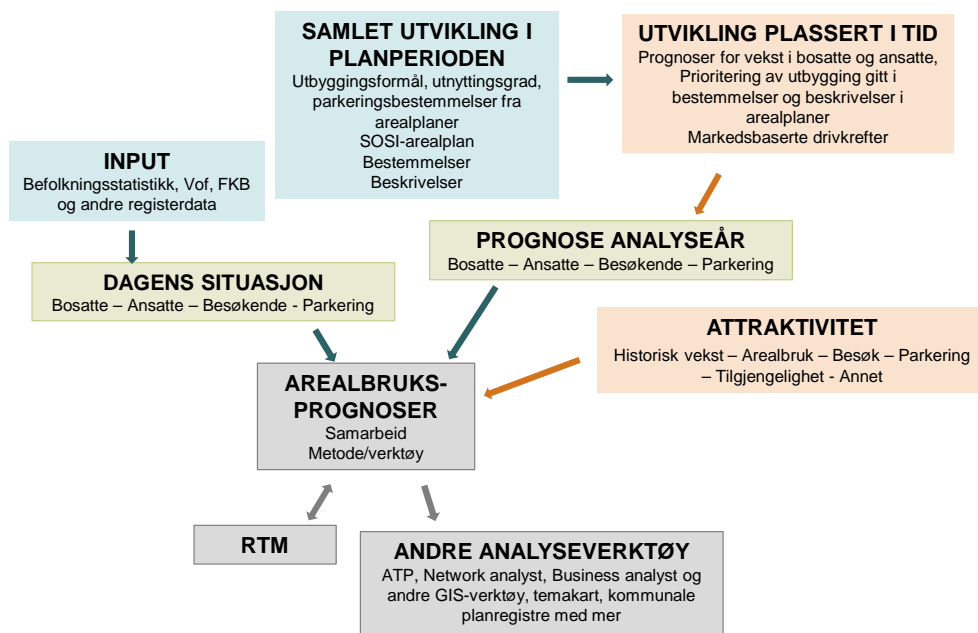 SAMLET UTVIKLING I
PLANPERIODEN
Utbyggingsformål, utnyttingsgrad,
parkeringsbestemmelser fra
arealplaner
SOSI-arealplan
Bestemmelser
Beskrivelser
UTVIKLING PLASSERT I TID
Prognoser for vekst i bosatte og ansatte,
Prioritering av utbygging gitt i
bestemmelser og beskrivelser i
arealplaner
Markedsbaserte drivkrefter
INPUT
Befolkningsstatistikk, Vof, FKB
og andre registerdata
PROGNOSE ANALYSEÅR
Bosatte – Ansatte – Besøkende – Parkering
DAGENS SITUASJON
Bosatte – Ansatte – Besøkende - Parkering
ATTRAKTIVITET
Historisk vekst – Arealbruk – Besøk – Parkering
– Tilgjengelighet - Annet
AREALBRUKS-
PROGNOSER
Samarbeid
Metode/verktøy
RTM
ANDRE ANALYSEVERKTØY
ATP, Network analyst, Business analyst og
andre GIS-verktøy, temakart, kommunale
planregistre med mer